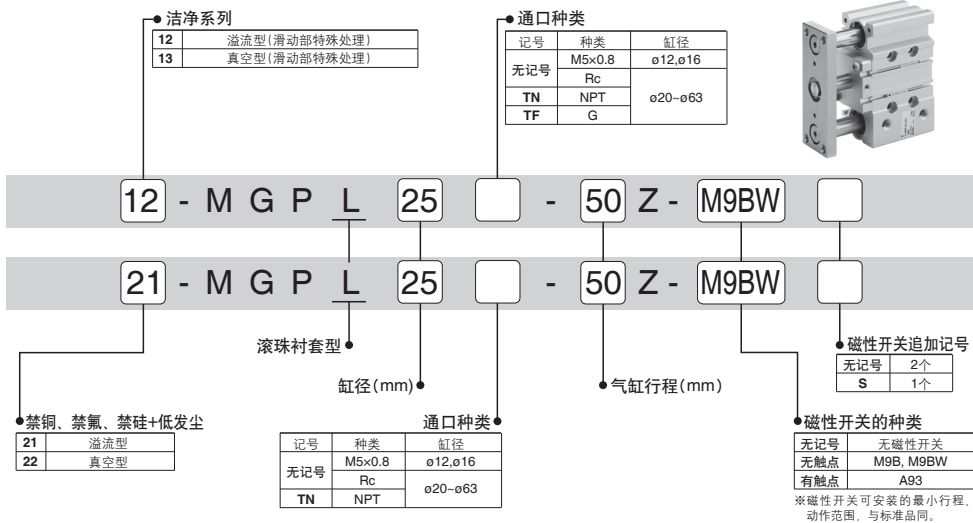 洁净系列
12 溢流型(滑动部特殊处理)
13 真空型(滑动部特殊处理)
通口种类
记号 种类 缸径
无记号 M5×0.8 ø12,ø16
Rc ø20~ø63
TN NPT
TF G
12 - M G P L 25 - 50 Z - M9BW
21 - M G P L 25 - 50 Z - M9BW
滚珠衬套型
缸径(mm)
气缸行程(mm)
磁性开关追加记号
无记号 2个
S 1个
禁铜、禁氟、禁硅+低发尘
21 溢流型
22 真空型
通口种类
记号 种类 缸径
无记号 M5×0.8 ø12,ø16
Rc ø20~ø63
TN NPT
磁性开关的种类
无记号 无磁性开关
无触点 M9B, M9BW
有触点 A93
※磁性开关可安装的最小行程、
动作范围，与标准品同。